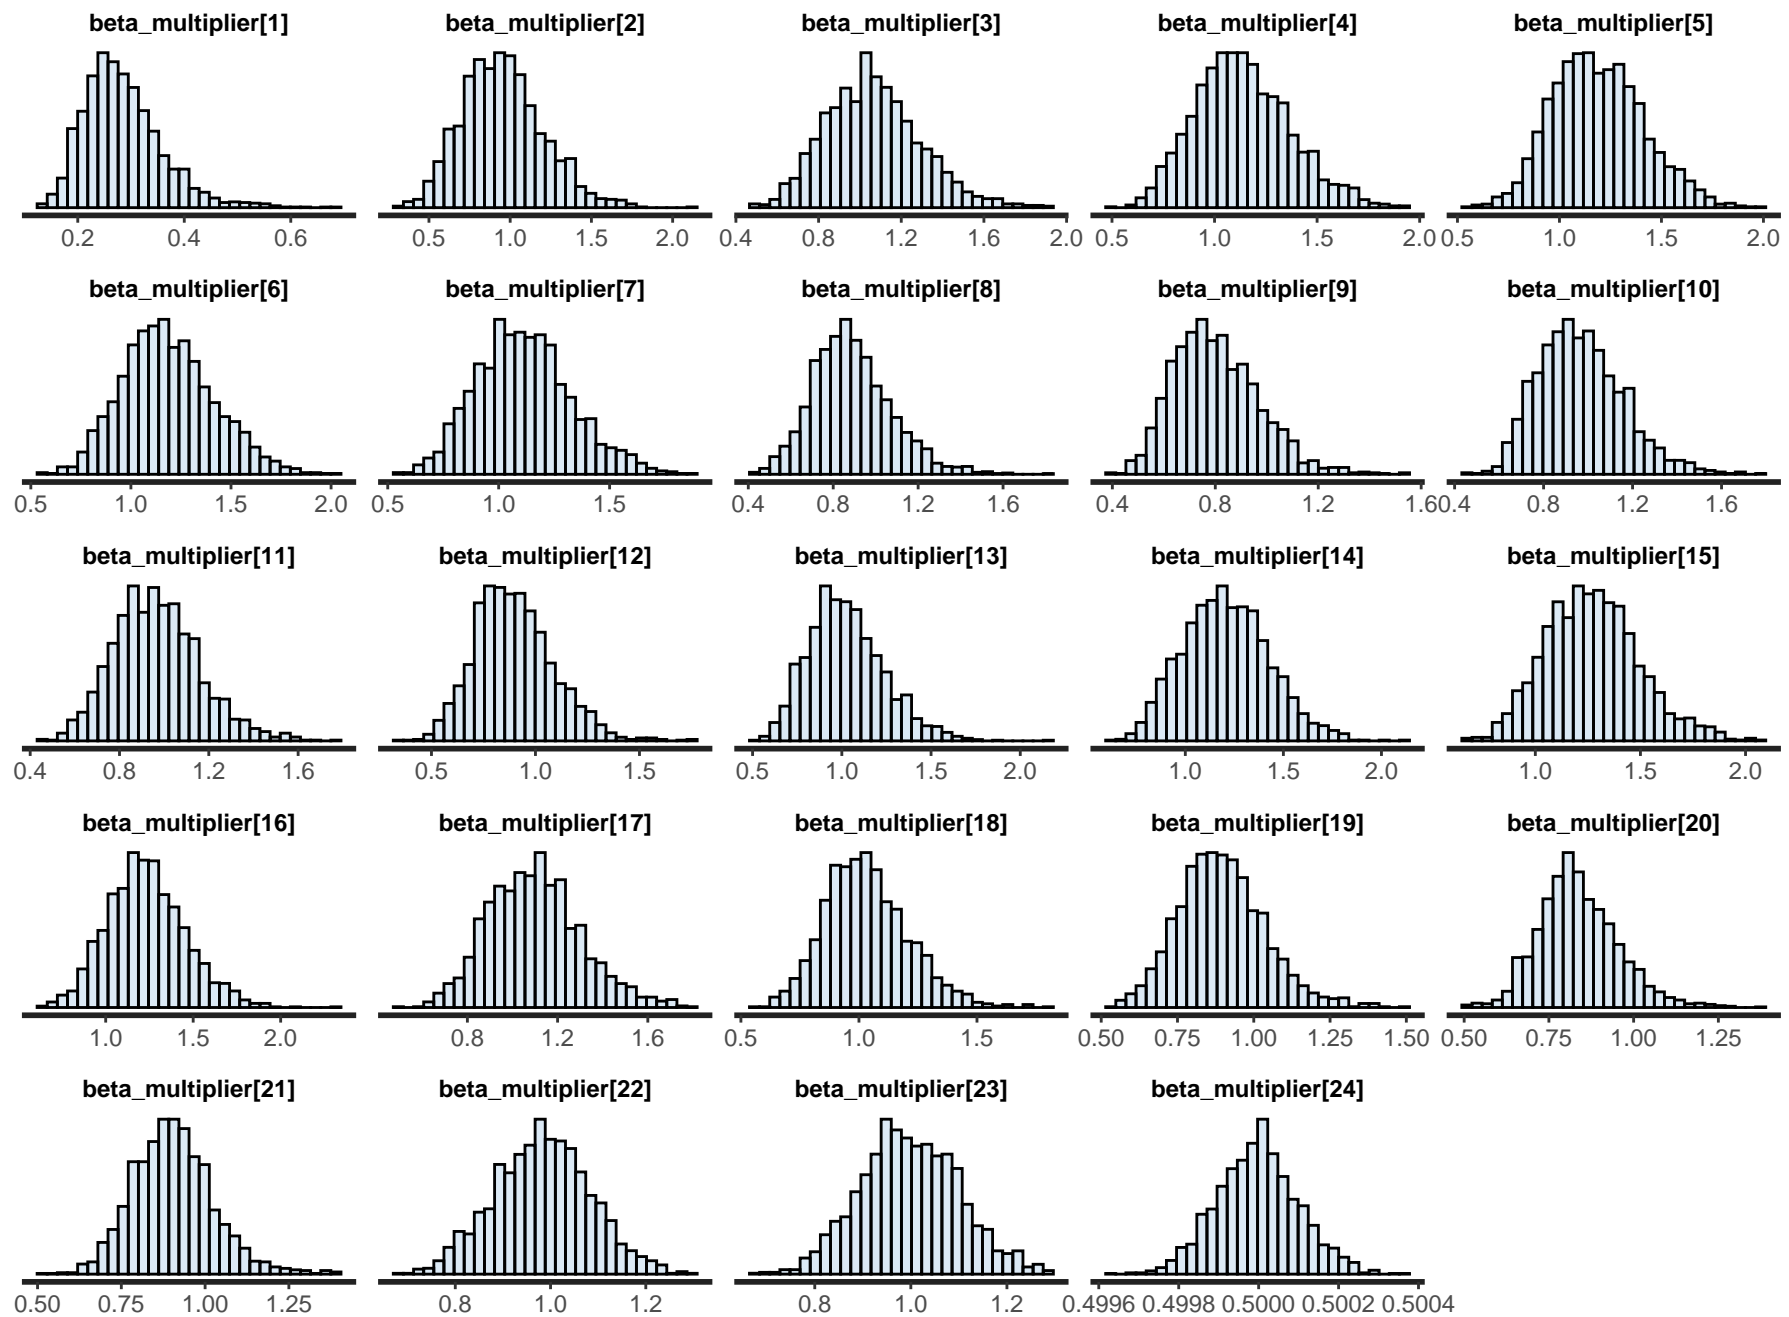 beta_multiplier[1] beta_multiplier[2] beta_multiplier[3] beta_multiplier[4] beta_multiplier[5]
0.2 0.4 0.6 0.5 1.0 1.5 2.0 0.4 0.8 1.2 1.6 2.0 0.5 1.0 1.5 2.0 0.5 1.0 1.5 2.0
beta_multiplier[6] beta_multiplier[7] beta_multiplier[8] beta_multiplier[9] beta_multiplier[10]
0.5 1.0 1.5 2.0 0.5 1.0 1.5 0.4 0.8 1.2 1.6 0.4 0.8 1.2 1.6 0.4 0.8 1.2 1.6
beta_multiplier[11] beta_multiplier[12] beta_multiplier[13] beta_multiplier[14] beta_multiplier[15]
0.4 0.8 1.2 1.6 0.5 1.0 1.5 0.5 1.0 1.5 2.0 1.0 1.5 2.0 1.0 1.5 2.0
beta_multiplier[16] beta_multiplier[17] beta_multiplier[18] beta_multiplier[19] beta_multiplier[20]
1.0 1.5 2.0 0.8 1.2 1.6 0.5 1.0 1.5 0.50 0.75 1.00 1.25 1.50 0.50 0.75 1.00 1.25
beta_multiplier[21] beta_multiplier[22] beta_multiplier[23] beta_multiplier[24]
0.50 0.75 1.00 1.25 0.8 1.0 1.2 0.8 1.0 1.2 0.4996 0.4998 0.5000 0.5002 0.5004